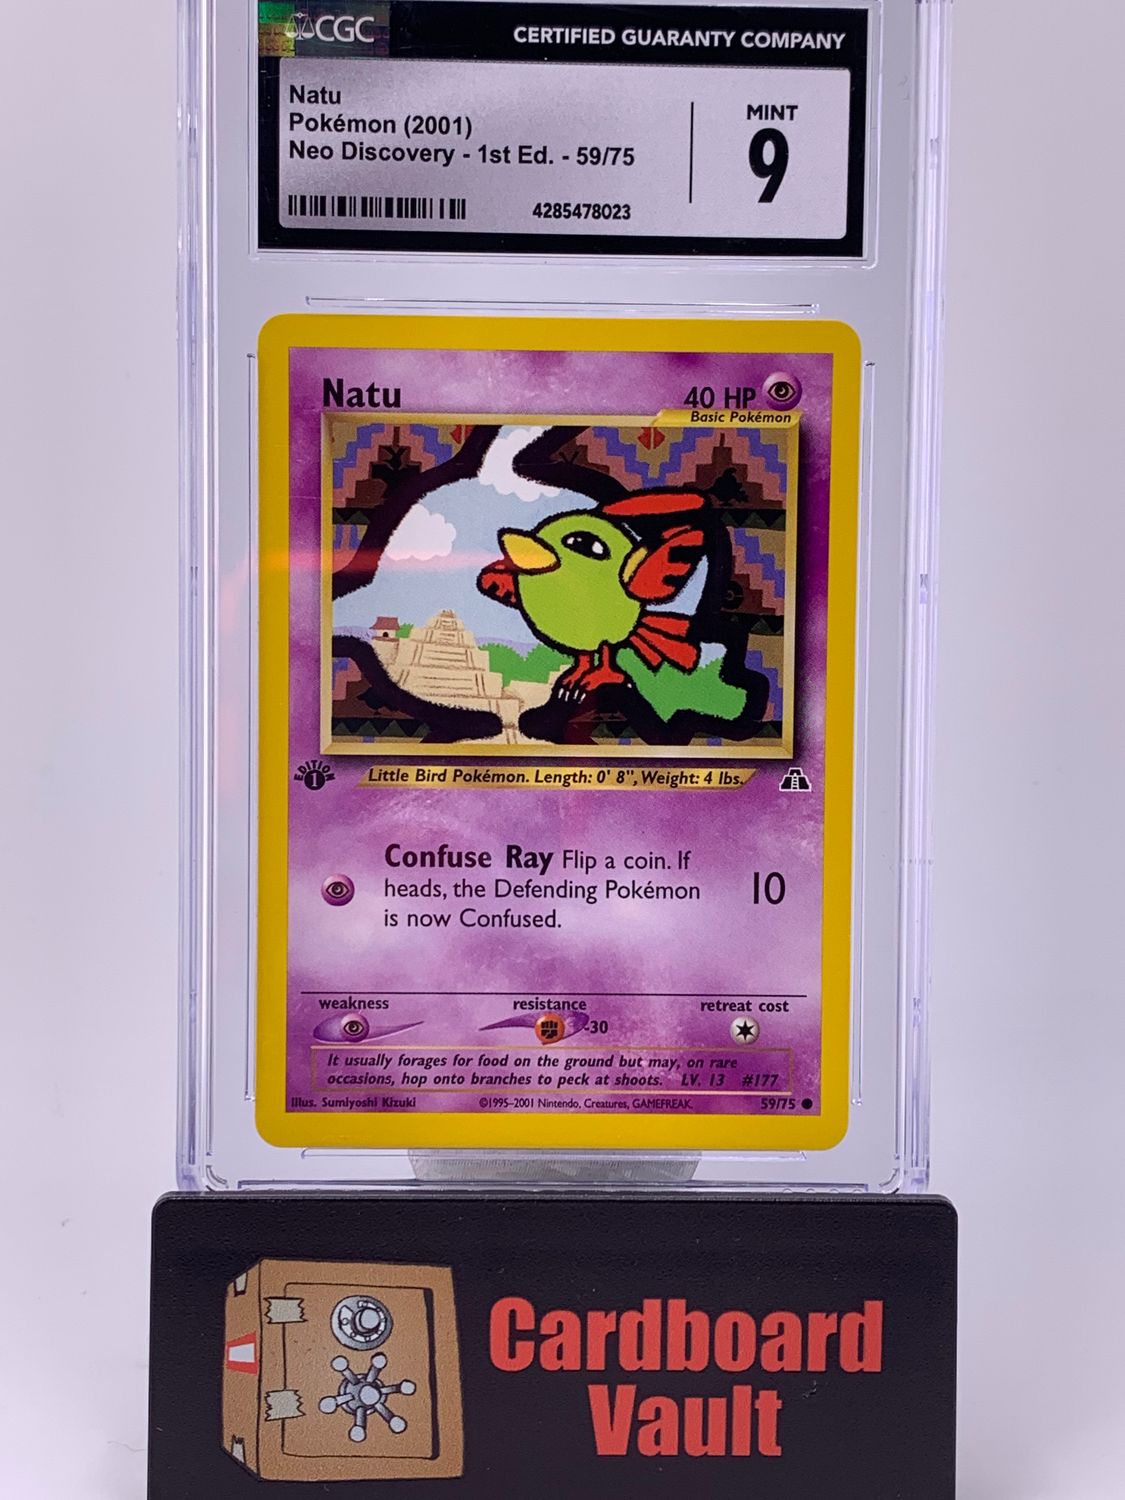 CGC
CERTIFIED GUARANTY COMPANY
Natu
Pokémon (2001)
Neo Discovery - 1st Ed. - 59/75
MINT
9
4285478023
Natu
40 HP
Basic Pokémon
EDITION
1
Little Bird Pokémon. Length: 0' 8", Weight: 4 lbs.
Confuse Ray Flip a coin. If
heads, the Defending Pokémon
is now Confused.
10
weakness
resistance
retreat cost
-30
It usually forages for food on the ground but may, on rare
occasions, hop onto branches to peck at shoots. LV. 13 #177
Illus. Sumiyoshi Kizuki
©1995-2001 Nintendo, Creatures, GAMEFREAK.
59/75
Cardboard
Vault